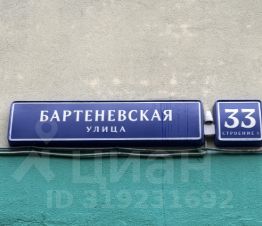 БАРТЕНЕВСКАЯ
УЛИЦА
33
СТРОЕНИЕ 1
ЦИАН
ID 319231692